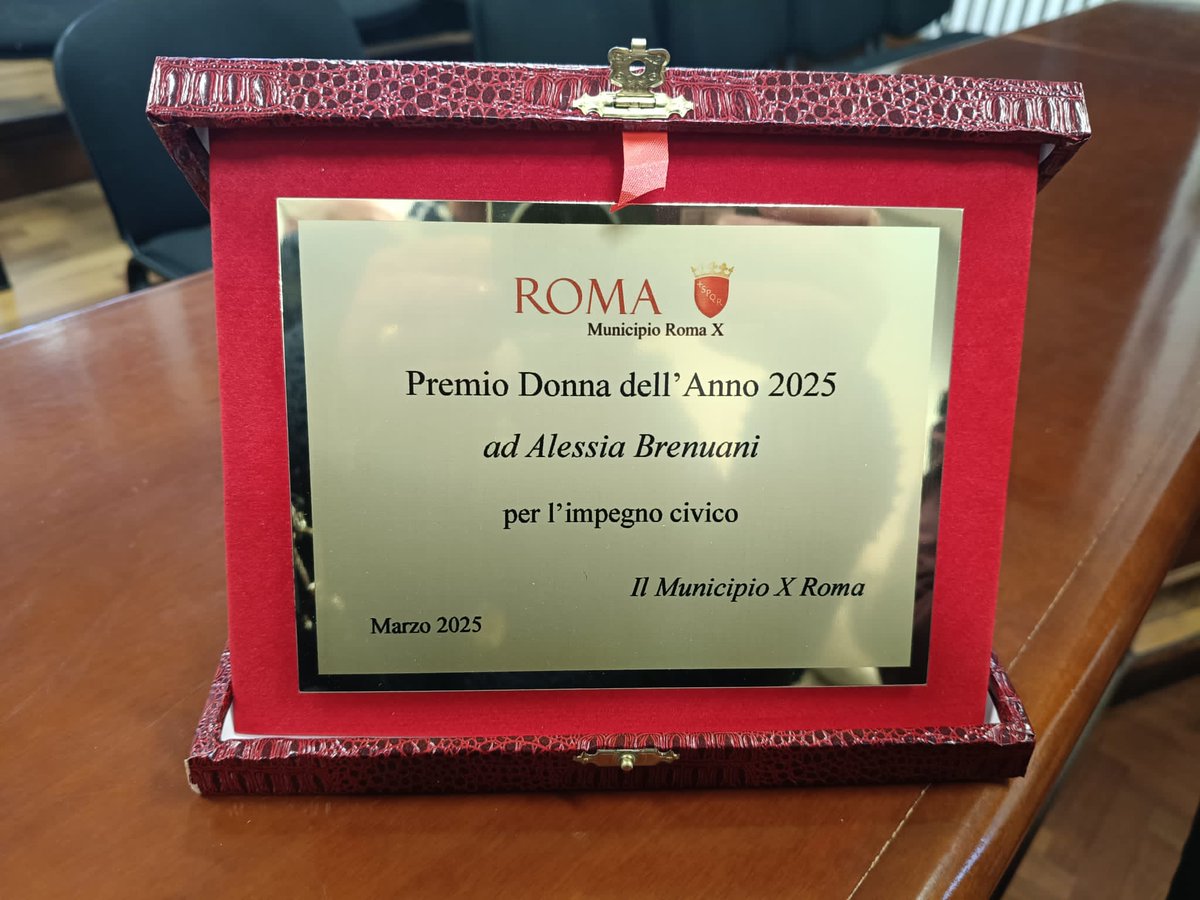 ROMA
SPQR
Municipio Roma X
Premio Donna dell’Anno 2025
ad Alessia Brenuani
per l’impegno civico
Il Municipio X Roma
Marzo 2025